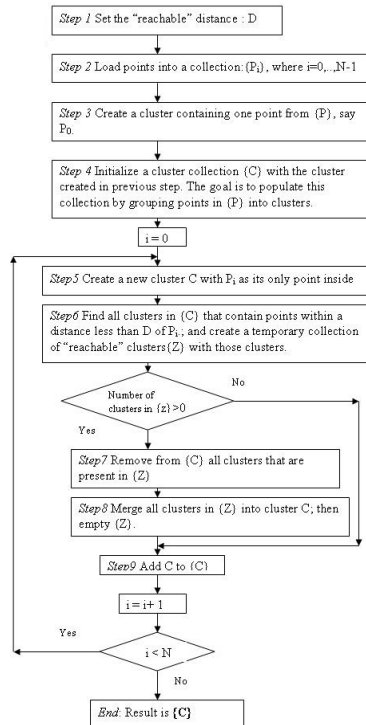 Step 1 Set the “reachable” distance : D
Step 2 Load points into a collection:{Pi}, where i=0,..,N-1
Step 3 Create a cluster containing one point from {P}, say
P0.
Step 4 Initialize a cluster collection {C} with the cluster
created in previous step. The goal is to populate this
collection by grouping points in {P} into clusters.
i = 0
Step5 Create a new cluster C with Pi as its only point inside
Step6 Find all clusters in {C} that contain points within a
distance less than D of Pi.; and create a temporary collection
of “reachable” clusters{Z} with those clusters.
Number of
clusters in {z}>0
No
Yes
Step7 Remove from {C} all clusters that are
present in {Z}
Step8 Merge all clusters in {Z} into cluster C; then
empty {Z}.
Step9 Add C to {C}
i = i+ 1
Yes
i < N
No
End: Result is {C}